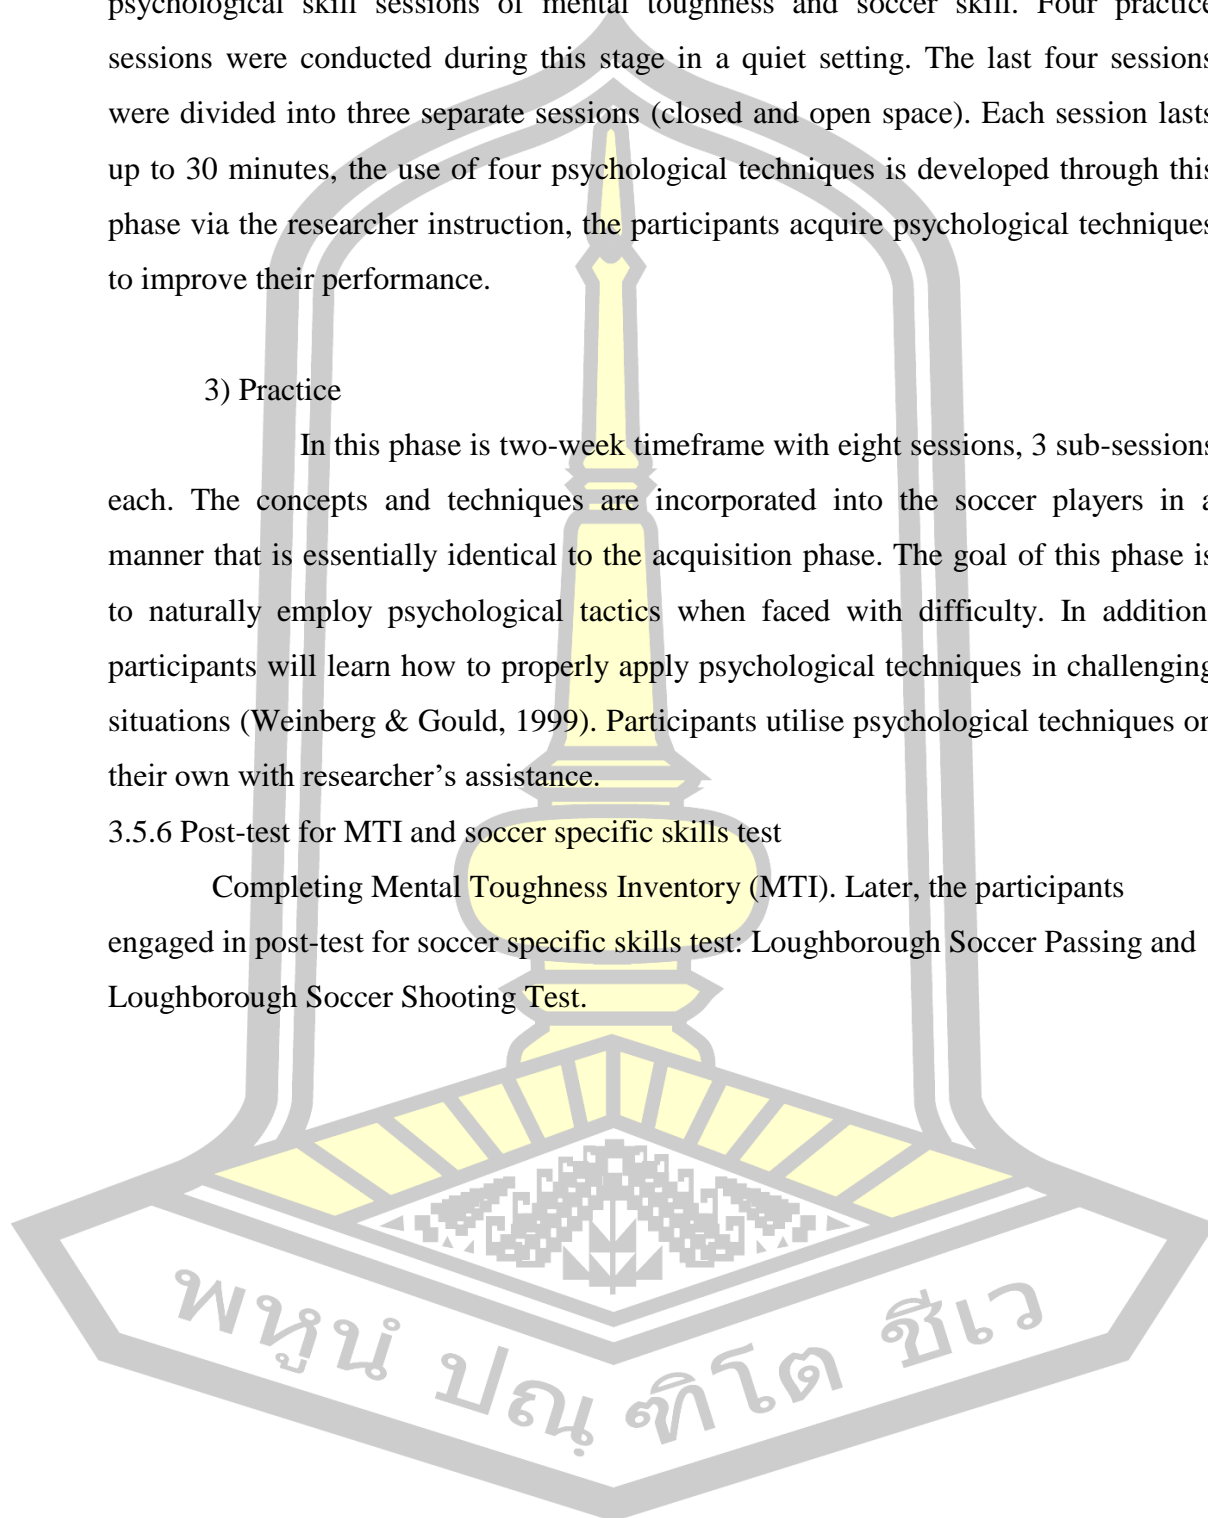 psychological skill sessions of mental toughness and soccer skill. Four practice
sessions were conducted during this stage in a quiet setting. The last four sessions
were divided into three separate sessions (closed and open space). Each session lasts
up to 30 minutes, the use of four psychological techniques is developed through this
phase via the researcher instruction, the participants acquire psychological techniques
to improve their performance.
3) Practice
In this phase is two-week timeframe with eight sessions, 3 sub-sessions
each. The concepts and techniques are incorporated into the soccer players in a
manner that is essentially identical to the acquisition phase. The goal of this phase is
to naturally employ psychological tactics when faced with difficulty. In addition
participants will learn how to properly apply psychological techniques in challenging
situations (Weinberg & Gould, 1999). Participants utilise psychological techniques on
their own with researcher’s assistance.
3.5.6 Post-test for MTI and soccer specific skills test
Completing Mental Toughness Inventory (MTI). Later, the participants
engaged in post-test for soccer specific skills test: Loughborough Soccer Passing and
Loughborough Soccer Shooting Test.
พหูนํ ปณฺฑิโต ชีเว